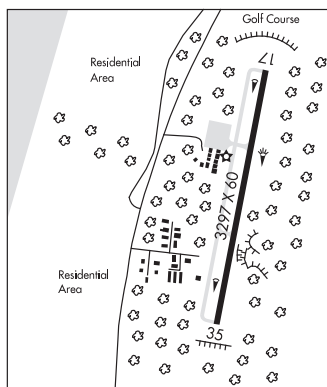 Golf Course
Residential
Area
17
3297 X 60
Residential
Area
35